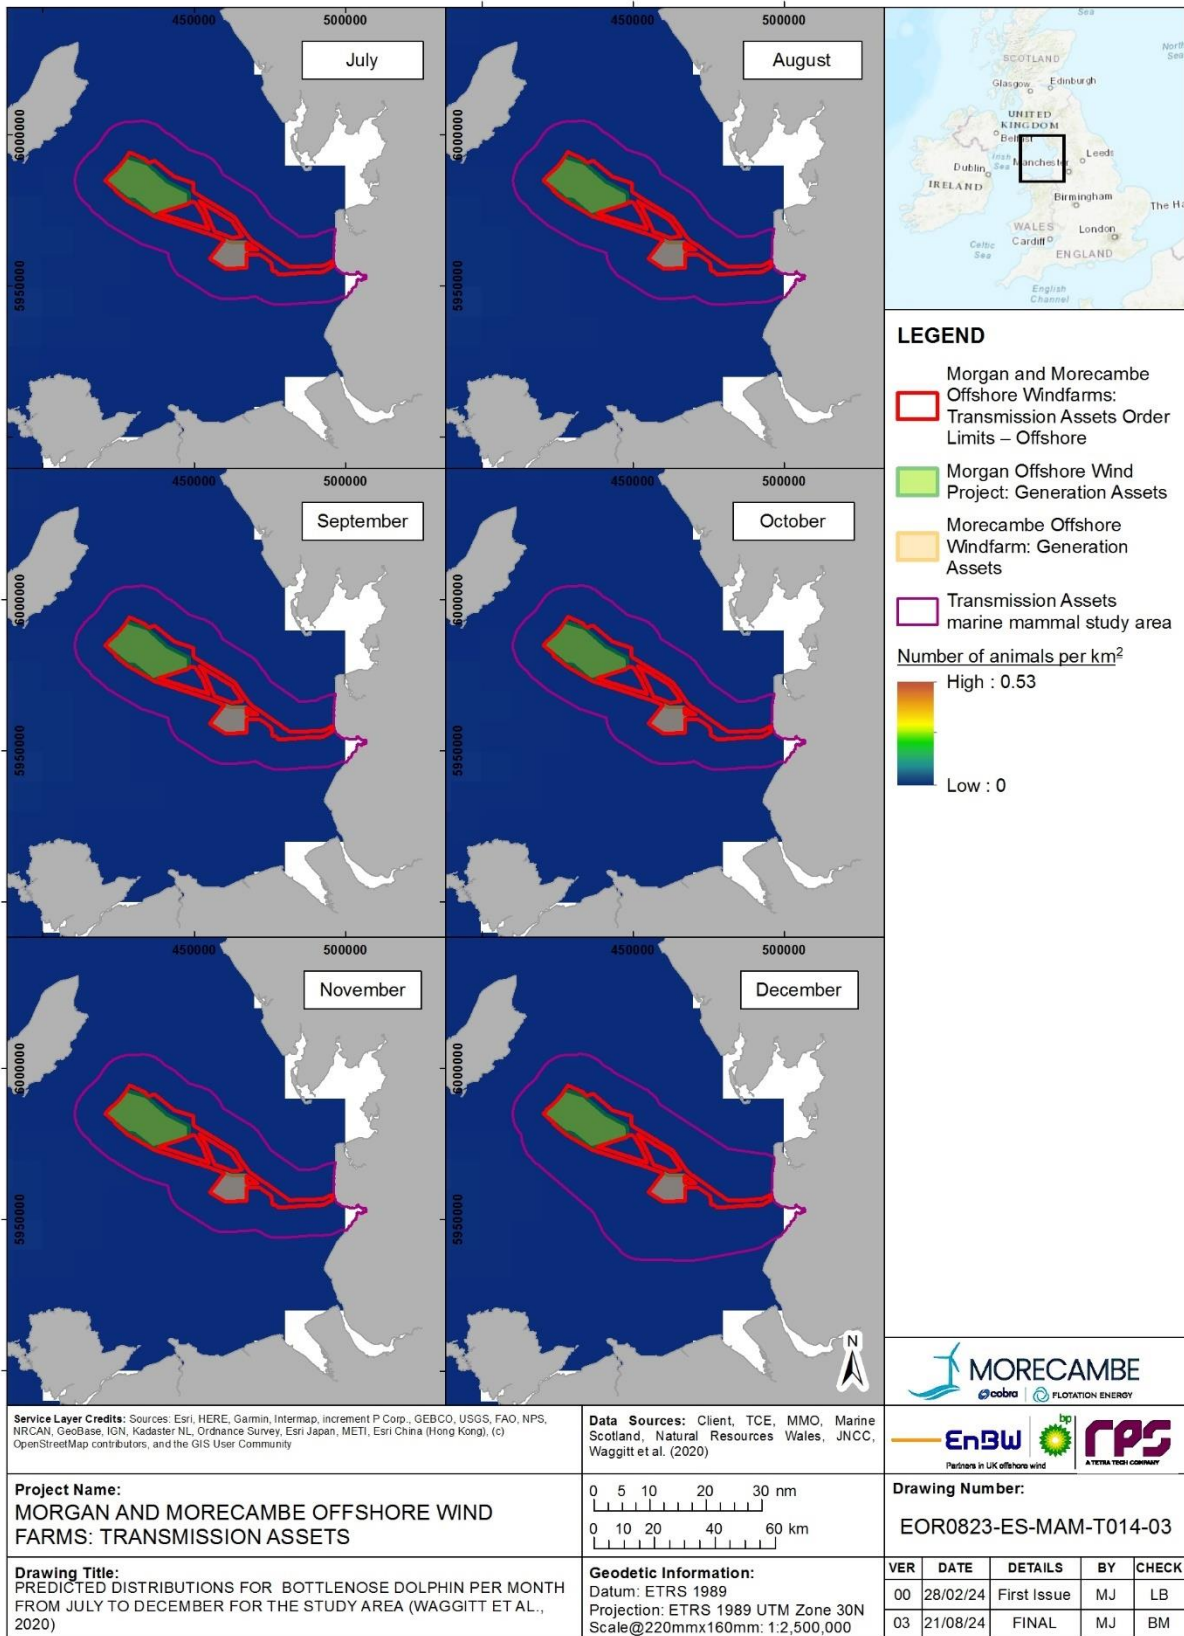 450000
500000
500000
July
August
6000000
5950000
September
October
450000
500000
500000
6000000
5950000
November
December
450000
500000
500000
6000000
5950000
N
SCOTLAND
Glasgow
Edinburgh
North
Sea
Sea
UNITED
KINGDOM
Belfast
Irish
Sea
Manchester
Leeds
Dublin
IRELAND
Birmingham
The Ha
WALES
London
Cardiff
Celtic
Sea
ENGLAND
English
Channel
LEGEND
Morgan and Morecambe
Offshore Windfarms:
Transmission Assets Order
Limits – Offshore
Morgan Offshore Wind
Project: Generation Assets
Morecambe Offshore
Windfarm: Generation
Assets
Transmission Assets
marine mammal study area
Number of animals per km²
High : 0.53
Low : 0
MORECAMBE
cobra | FLOTATION ENERGY
EnBW
bp
Partners in UK offshore wind
rps
A TETRA TECH COMPANY
Service Layer Credits: Sources: Esri, HERE, Garmin, Intermap, increment P Corp., GEBCO, USGS, FAO, NPS,
NRCAN, GeoBase, IGN, Kadaster NL, Ordnance Survey, Esri Japan, METI, Esri China (Hong Kong), (c)
OpenStreetMap contributors, and the GIS User Community
Data Sources: Client, TCE, MMO, Marine
Scotland, Natural Resources Wales, JNCC,
Waggitt et al. (2020)
Project Name:
MORGAN AND MORECAMBE OFFSHORE WIND
FARMS: TRANSMISSION ASSETS
0 5 10 20 30 nm
0 10 20 40 60 km
Drawing Number:
EOR0823-ES-MAM-T014-03
Drawing Title:
PREDICTED DISTRIBUTIONS FOR BOTTLENOSE DOLPHIN PER MONTH
FROM JULY TO DECEMBER FOR THE STUDY AREA (WAGGITT ET AL.,
2020)
Geodetic Information:
Datum: ETRS 1989
Projection: ETRS 1989 UTM Zone 30N
Scale@220mmx160mm: 1:2,500,000
VER DATE DETAILS BY CHECK
00 28/02/24 First Issue MJ LB
03 21/08/24 FINAL MJ BM